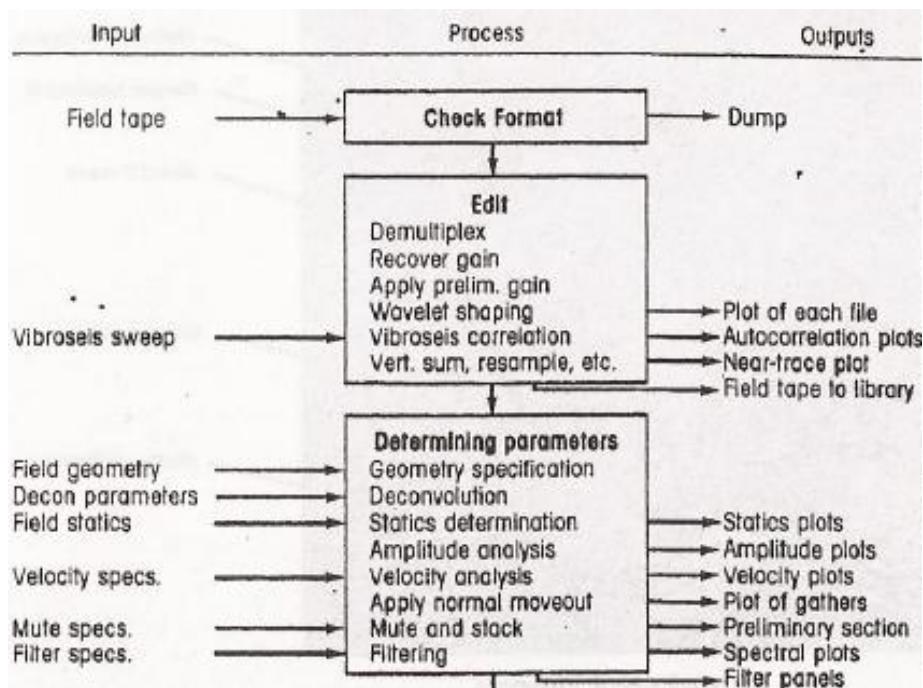 Input Process Outputs
Field tape Check Format Dump
Edit
Demultiplex
Recover gain
Apply prelim. gain
Wavelet shaping Plot of each file
Vibroseis sweep Vibroseis correlation Autocorrelation plots
Vert. sum, resample, etc. Near-trace plot
Field tape to library
Determining parameters
Field geometry Geometry specification
Decon parameters Deconvolution
Field statics Statics determination Statics plots
Amplitude analysis Amplitude plots
Velocity specs. Velocity analysis Velocity plots
Apply normal moveout Plot of gathers
Mute specs. Mute and stack Preliminary section
Filter specs. Filtering Spectral plots
Filter panels